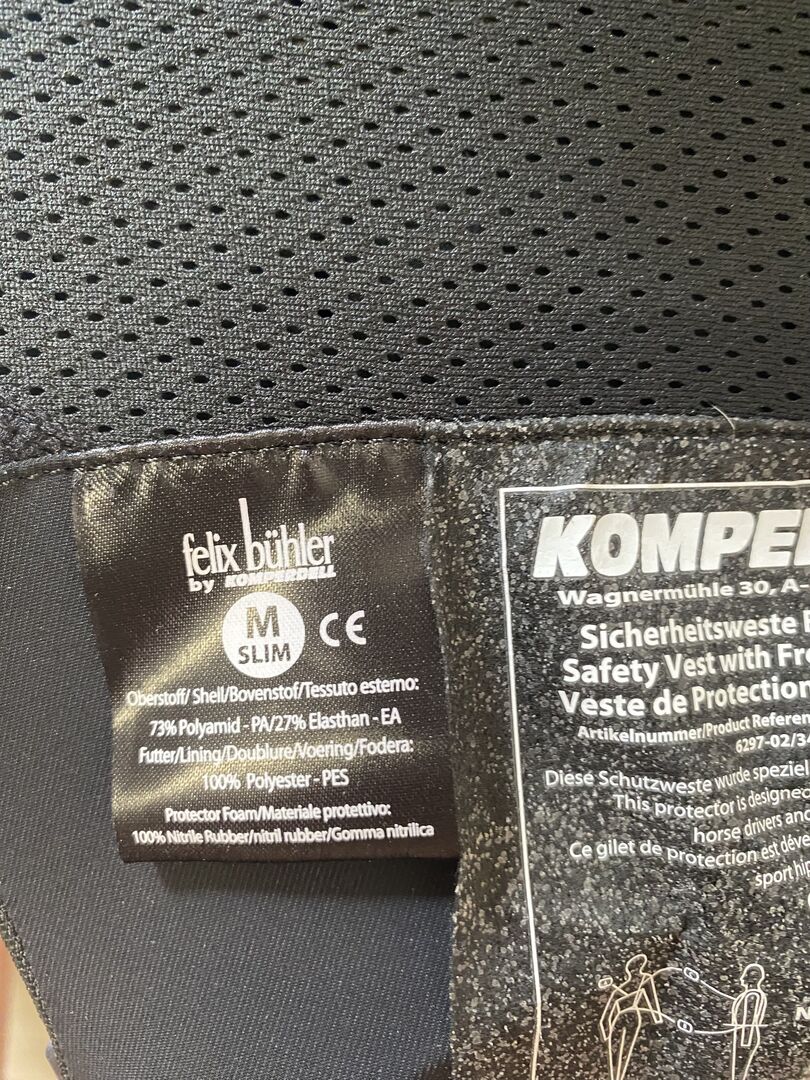 felix bühler
by KOMPERDELL
M
SLIM
CE
Oberstoff/ Shell/Bovenstof/Tessuto esterno:
73% Polyamid - PA/27% Elasthan - EA
Futter/Lining/Doublure/Voering/Fodera:
100% Polyester - PES
Protector Foam/Materiale protettivo:
100% Nitrile Rubber/nitril rubber/Gomma nitrilica
KOMPE
Wagnermühle 30, A-
Sicherheitsweste
Safety Vest with Fre
Veste de Protection
Artikelnummer/Product Referen
6297-02/34
Diese Schutzweste wurde speziel
This protector is designed
horse drivers and
Ce gilet de protection est déve
sport hip